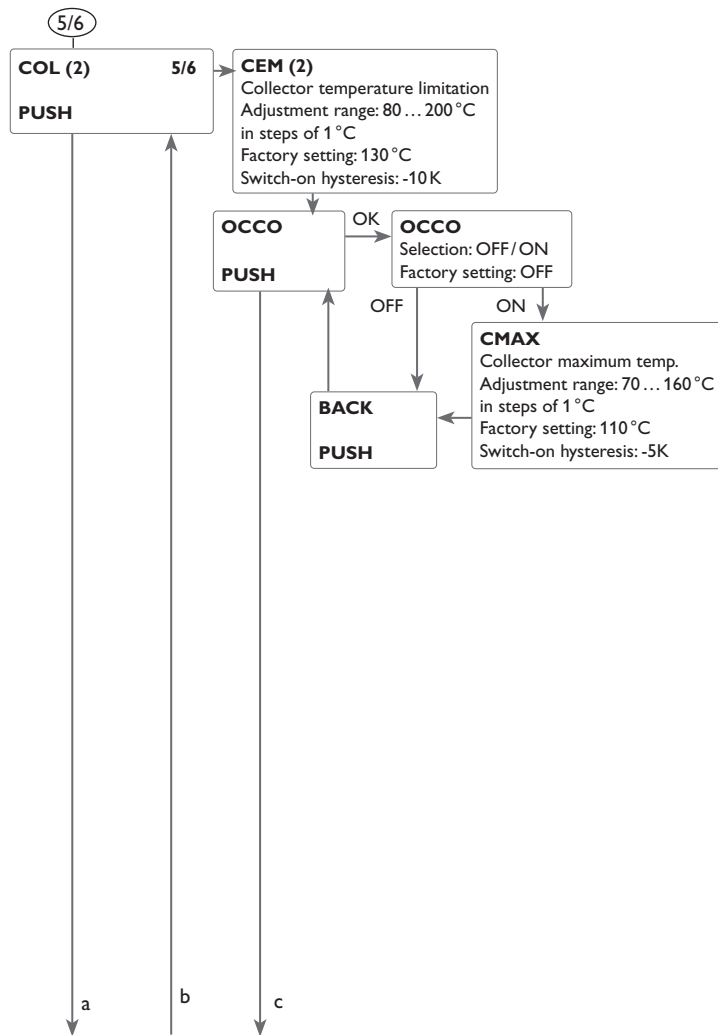 5/6
COL (2) 5/6
PUSH
CEM (2)
Collector temperature limitation
Adjustment range: 80 … 200 °C
in steps of 1 °C
Factory setting: 130 °C
Switch-on hysteresis: -10 K
OCCO
PUSH
OK
OCCO
Selection: OFF / ON
Factory setting: OFF
OFF
ON
CMAX
Collector maximum temp.
Adjustment range: 70 … 160 °C
in steps of 1 °C
Factory setting: 110 °C
Switch-on hysteresis: -5K
BACK
PUSH
a
b
c